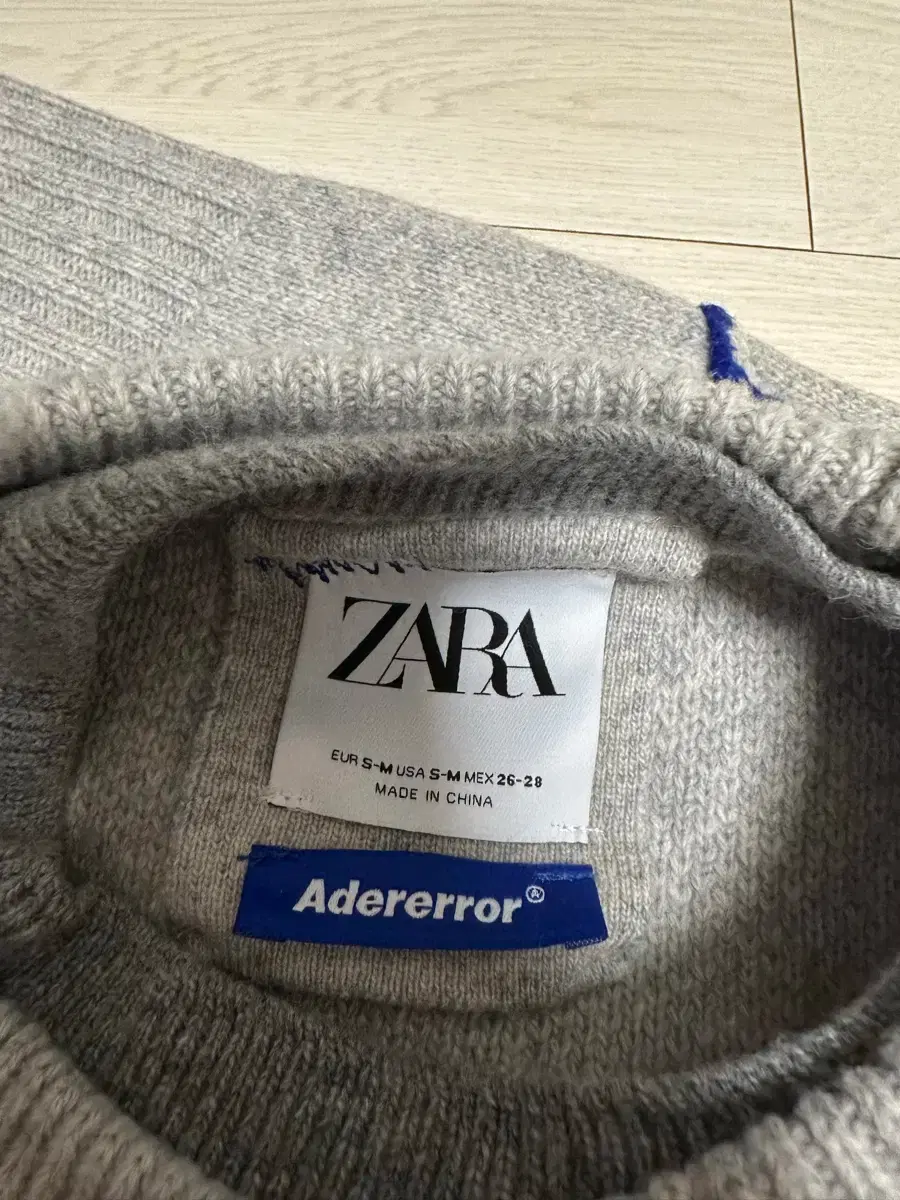 ZARA
EUR S-M USA S-M MEX 26-28
MADE IN CHINA
Adererror®